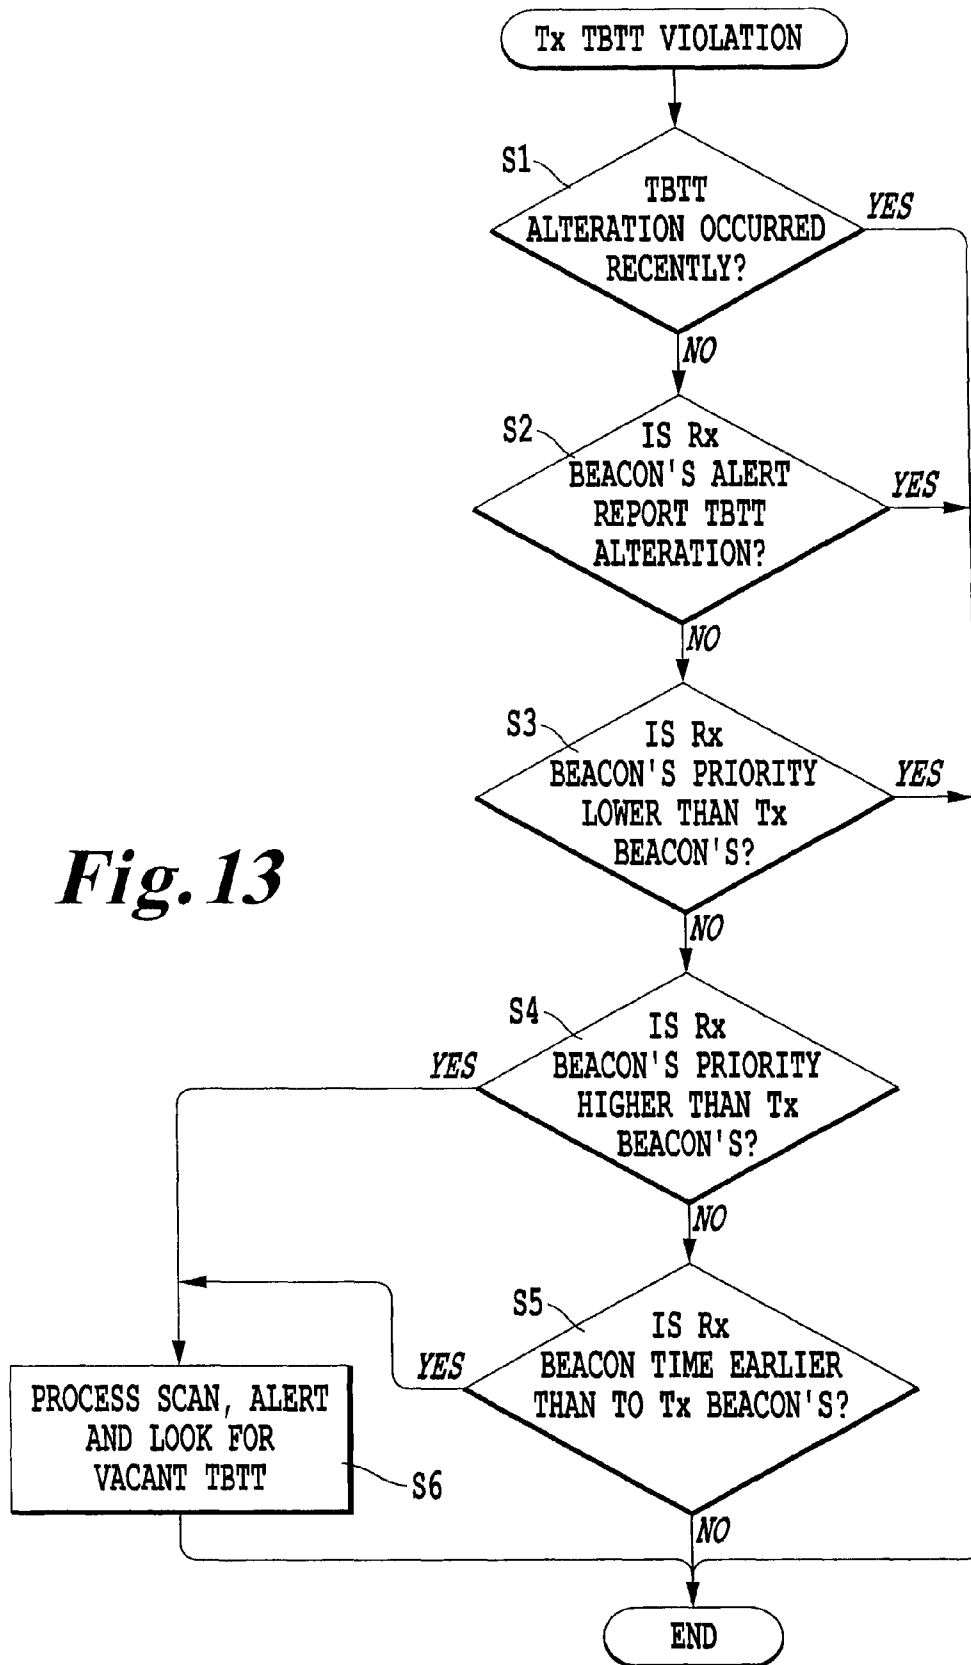 Tx TBTT VIOLATION
S1
TBTT
ALTERATION OCCURRED
RECENTLY?
YES
NO
S2
IS Rx
BEACON'S ALERT
REPORT TBTT
ALTERATION?
YES
NO
S3
IS Rx
BEACON'S PRIORITY
LOWER THAN Tx
BEACON'S?
YES
NO
Fig. 13
S4
IS Rx
BEACON'S PRIORITY
HIGHER THAN Tx
BEACON'S?
YES
NO
S5
IS Rx
BEACON TIME EARLIER
THAN TO Tx BEACON'S?
YES
NO
PROCESS SCAN, ALERT
AND LOOK FOR
VACANT TBTT
S6
END